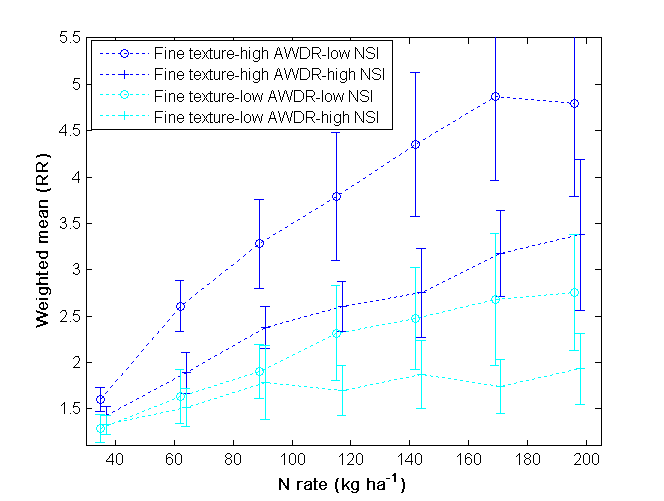 5.5
5
4.5
4
3.5
3
2.5
2
1.5
Weighted mean (RR)
Fine texture-high AWDR-low NSI
Fine texture-high AWDR-high NSI
Fine texture-low AWDR-low NSI
Fine texture-low AWDR-high NSI
40 60 80 100 120 140 160 180 200
N rate (kg ha⁻¹)